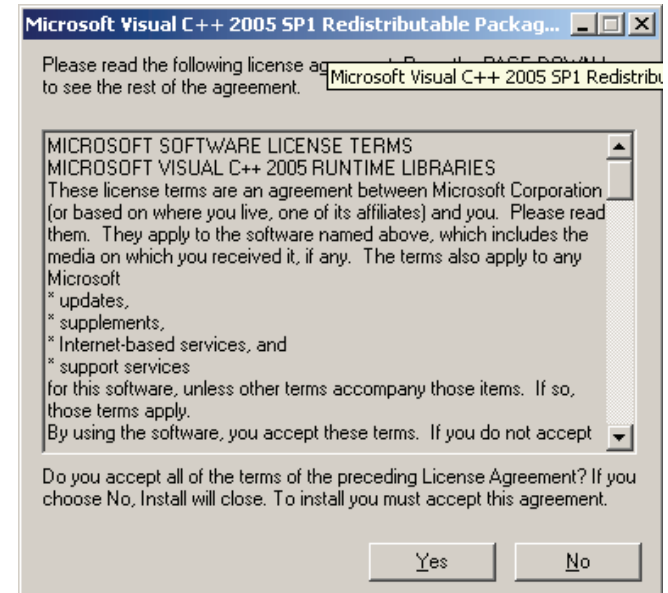 Microsoft Visual C++ 2005 SP1 Redistributable Packag...
Please read the following license
Microsoft Visual C++ 2005 SP1
to see the rest of the agreement.
MICROSOFT SOFTWARE LICENSE TERMS
MICROSOFT VISUAL C++ 2005 RUNTIME LIBRARIES
These license terms are an agreement between Microsoft Corporation
(or based on where you live, one of its affiliates) and you. Please read
them. They apply to the software named above, which includes the
media on which you received it, if any. The terms also apply to any
Microsoft
* updates,
* supplements,
* Internet-based services, and
* support services
for this software, unless other terms accompany those items. If so,
those terms apply.
By using the software, you accept these terms. If you do not accept
Do you accept all of the terms of the preceding License Agreement? If you
choose No, Install will close. To install you must accept this agreement.
Yes
No